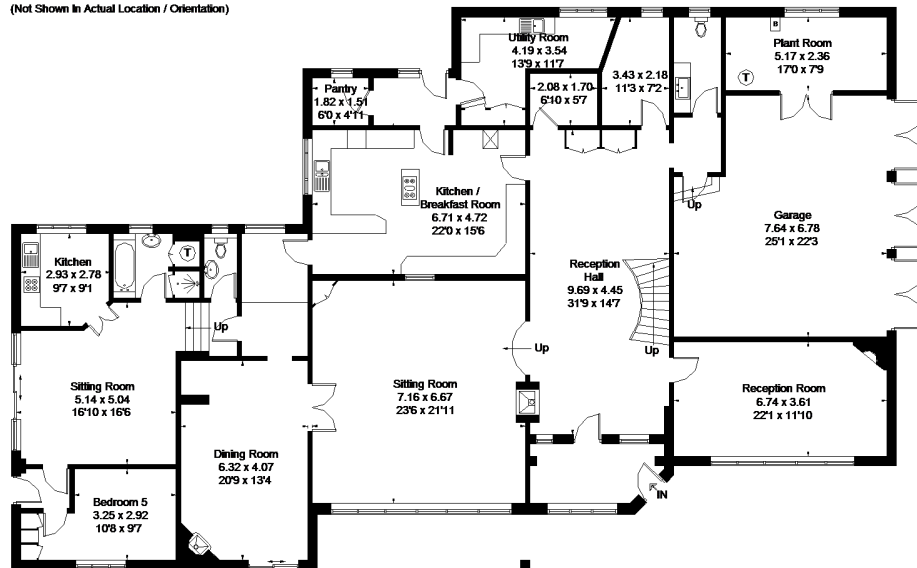 (Not Shown In Actual Location / Orientation)
Utility Room
4.19 x 3.54
13'9 x 11'7
B
Plant Room
5.17 x 2.36
17'0 x 7'9
T
Pantry
1.82 x 1.51
6'0 x 4'11
2.08 x 1.70
6'10 x 5'7
3.43 x 2.18
11'3 x 7'2
Kitchen /
Breakfast Room
6.71 x 4.72
22'0 x 15'6
Up
Garage
7.64 x 6.78
25'1 x 22'3
Kitchen
2.93 x 2.78
9'7 x 9'1
T
Reception
Hall
9.69 x 4.45
31'9 x 14'7
Up
Up
Up
Sitting Room
5.14 x 5.04
16'10 x 16'6
Sitting Room
7.16 x 6.67
23'6 x 21'11
Reception Room
6.74 x 3.61
22'1 x 11'10
Dining Room
6.32 x 4.07
20'9 x 13'4
Bedroom 5
3.25 x 2.92
10'8 x 9'7
IN